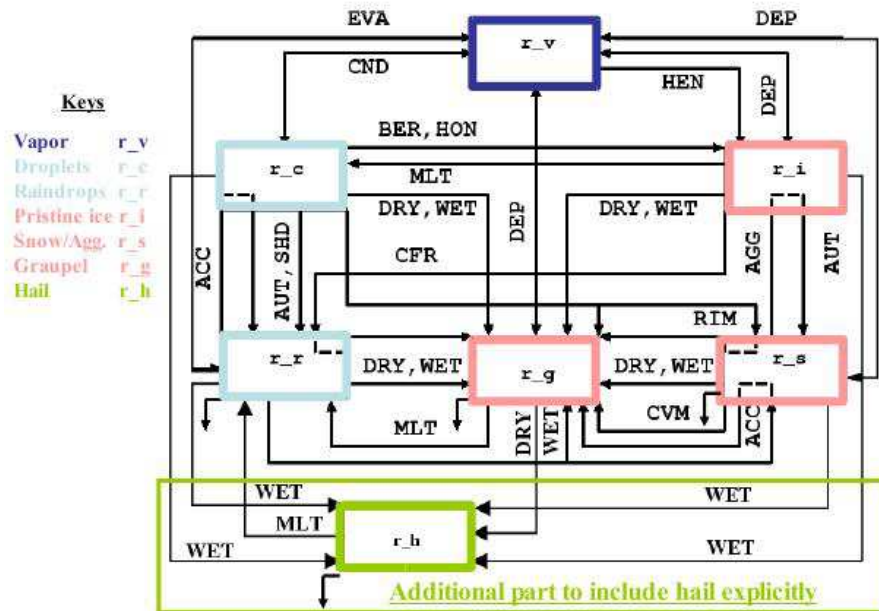 EVA
DEP
r_v
CND
HEN
DEP
Keys
Vapor r_v
Droplets r_c
Raindrops r_r
Pristine ice r_i
Snow/Agg. r_s
Graupel r_g
Hail r_h
BER,HON
r_c
r_i
MLT
DRY,WET
DRY,WET
DEP
ACC
AUT,SHD
CFR
AGG
AUT
RIM
r_r
r_g
r_s
DRY,WET
DRY,WET
MLT
DRY
WET
CVM
ACC
WET
WET
MLT
WET
r_h
WET
Additional part to include hail explicitly